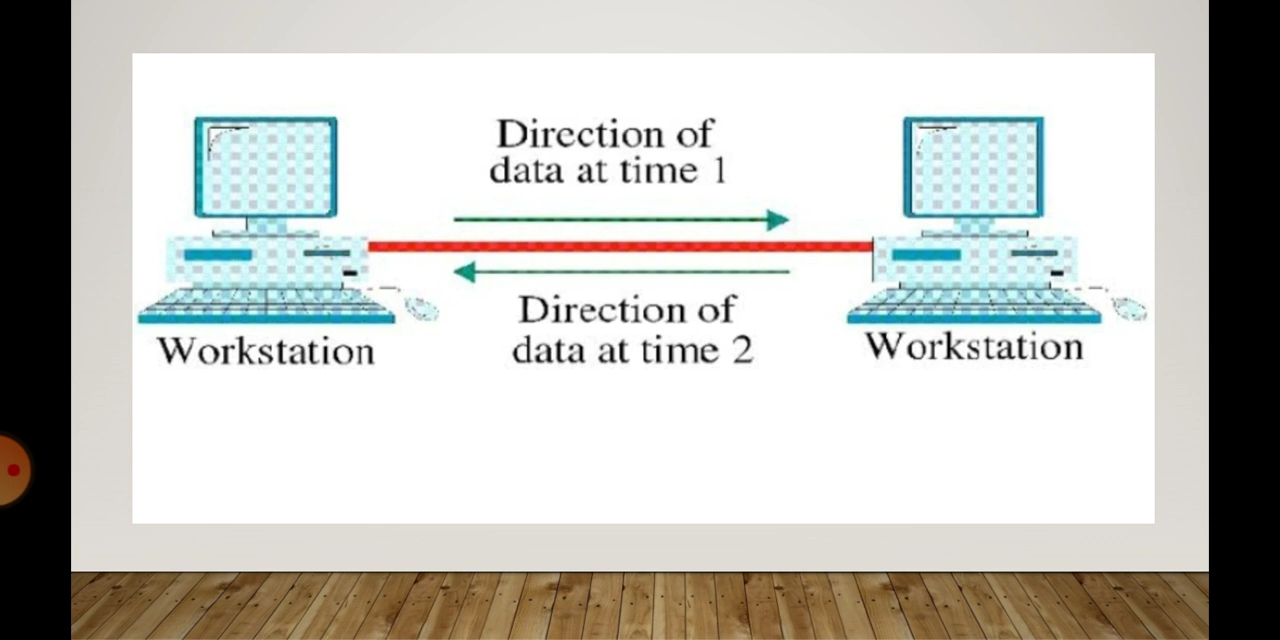 Direction of
data at time 1
Direction of
data at time 2
Workstation
Workstation